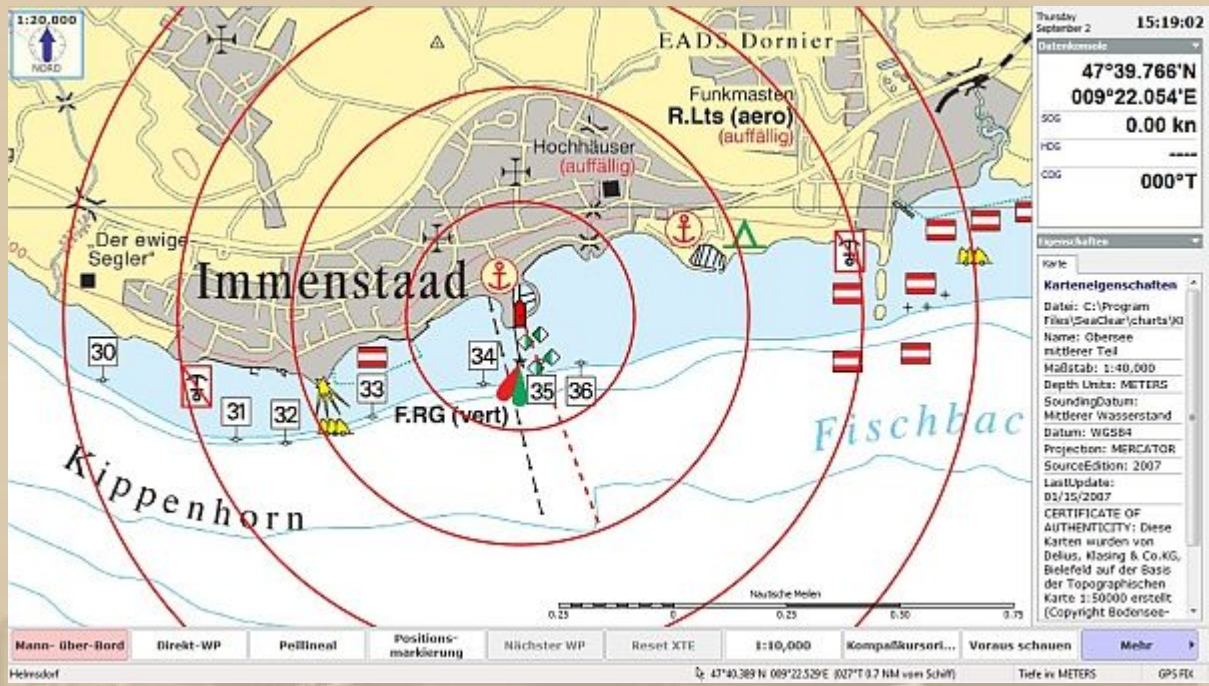 1:20,000
NORD
EADS Dornier
Funkmasten
R.Lts (aero)
(auffällig)
Hochhäuser
(auffällig)
„Der ewige
Segler“
Immenstaad
30
31
32
33
34
35
36
F.RG (vert)
Fischbac
Kippenhorn
Nautische Meilen
0.25
0
0.25
0.50
0.75
Thursday
September 2
15:19:02
Datenkonsole
47°39.766'N
009°22.054'E
SOG
0.00 kn
HDG
----
COG
000°T
Eigenschaften
Karte
Karteneigenschaften
Datei: C:\Program
Files\SeaClear\charts\
Name: Obersee
mittlerer Teil
Maßstab: 1:40,000
Depth Units: METERS
SoundingDatum:
Mittlerer Wasserstand
Datum: WGS84
Projection: MERCATOR
SourceEdition: 2007
LastUpdate:
01/15/2007
CERTIFICATE OF
AUTHENTICITY: Diese
Karten wurden von
Delius, Klasing & Co.KG,
Bielefeld auf der Basis
der Topographischen
Karte 1:50000 erstellt
(Copyright Bodensee-
Mann- über-Bord
Direkt-WP
Peillineal
Positions-
markierung
Nächster WP
Reset XTE
1:10,000
Kompaßkursori...
Voraus schauen
Mehr
Helmsdorf
47°40.389'N 009°22.529'E (027°T 0.7 NM vom Schiff)
Tiefe in: METERS
GPS FIX